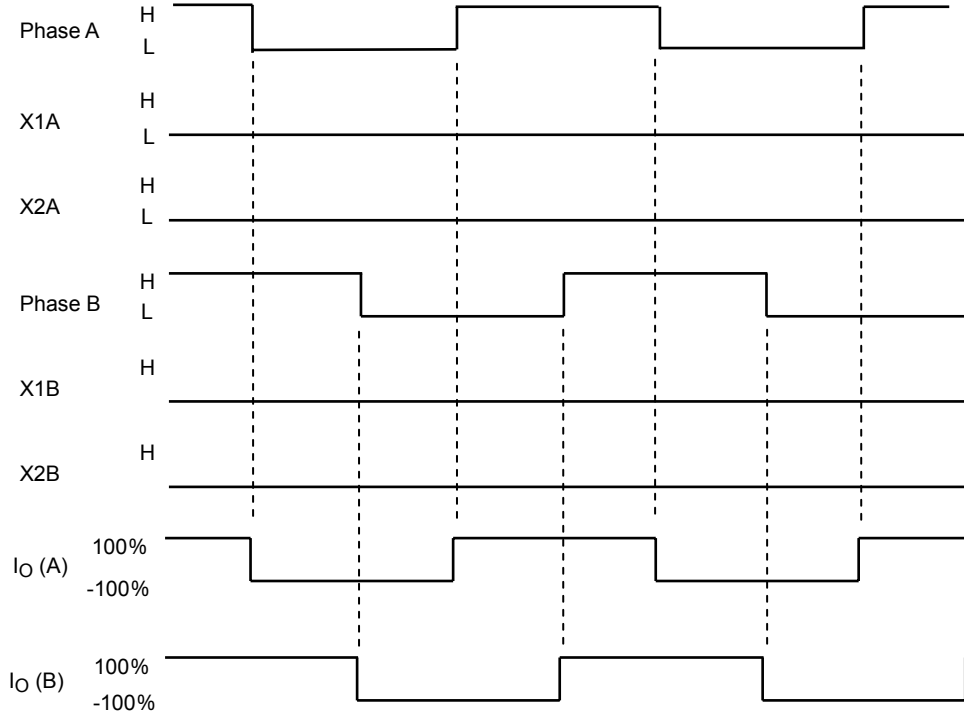 Phase A
H
L
X1A
H
L
X2A
H
L
Phase B
H
L
X1B
H
X2B
H
IO (A)
100%
-100%
IO (B)
100%
-100%